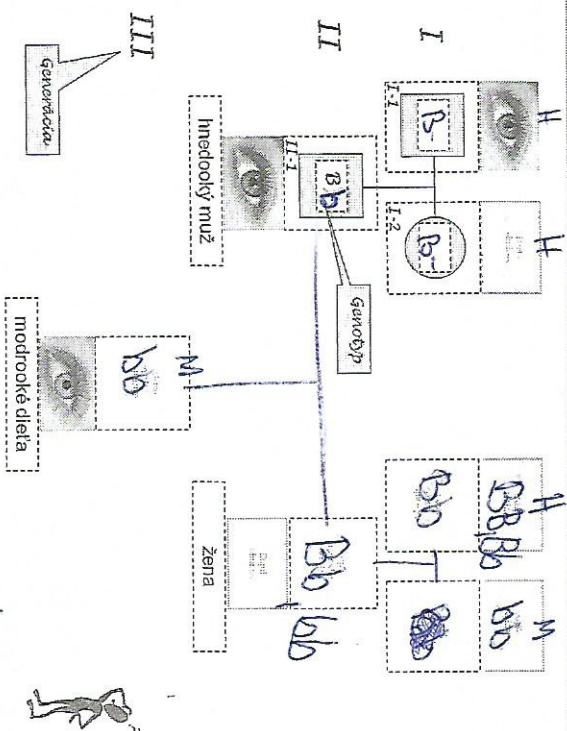 I
II
III
Generácia
H
H
I-1
B-
I-2
B-
II-1
Bb
Genotyp
hnedooký muž
H
M
BB, Bb
bb
Bb
Bb
bb
žena
M
bb
modrooké dieťa